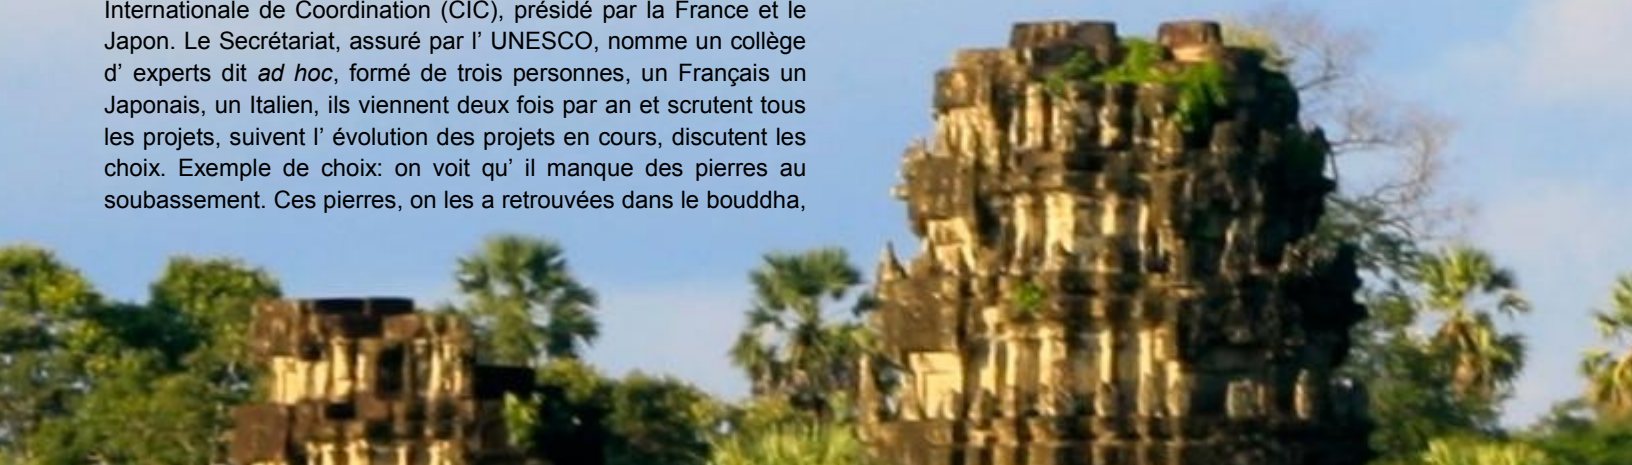 Internationale de Coordination (CIC), présidé par la France et le
Japon. Le Secrétariat, assuré par l’ UNESCO, nomme un collège
d’ experts dit ad hoc, formé de trois personnes, un Français un
Japonais, un Italien, ils viennent deux fois par an et scrutent tous
les projets, suivent l’ évolution des projets en cours, discutent les
choix. Exemple de choix: on voit qu’ il manque des pierres au
soubassement. Ces pierres, on les a retrouvées dans le bouddha,